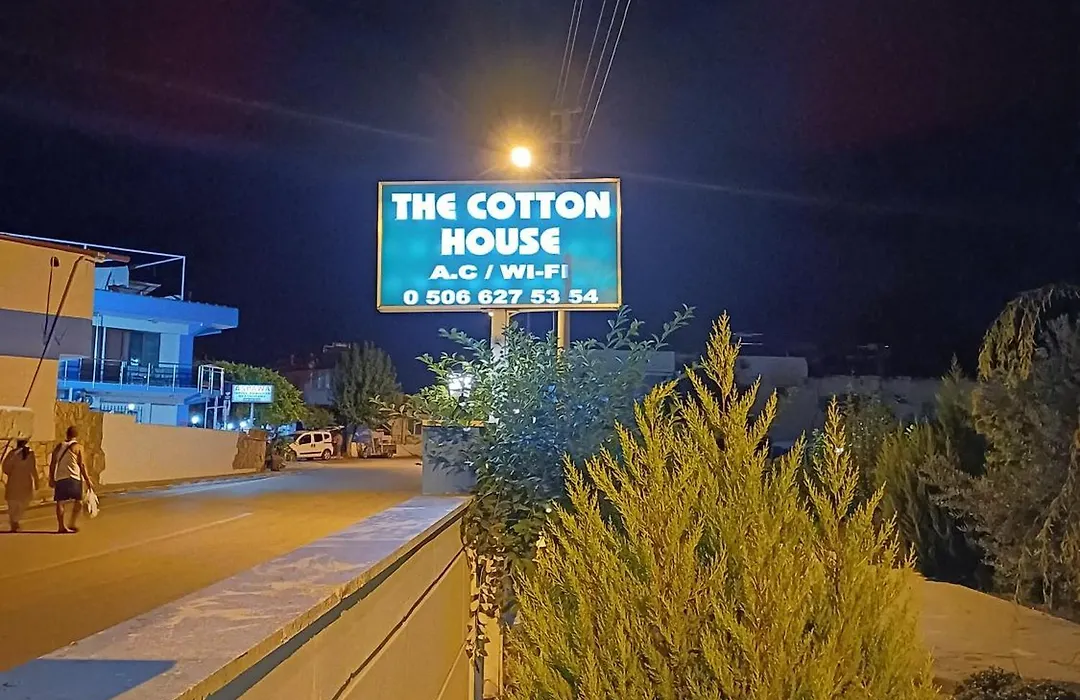 THE COTTON
HOUSE
A.C / WI-FI
0 506 627 53 54